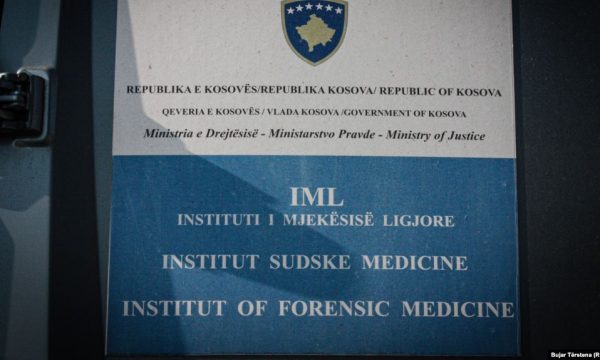 REPUBLIKA E KOSOVËS/REPUBLIKA KOSOVA/ REPUBLIC OF KOSOVA
QEVERIA E KOSOVËS / VLADA KOSOVA /GOVERNMENT OF KOSOVA
Ministria e Drejtësisë - Ministarstvo Pravde - Ministry of Justice
IML
INSTITUTI I MJEKËSISË LIGJORE
INSTITUT SUDSKE MEDICINE
INSTITUT OF FORENSIC MEDICINE
Bujar Tërstena